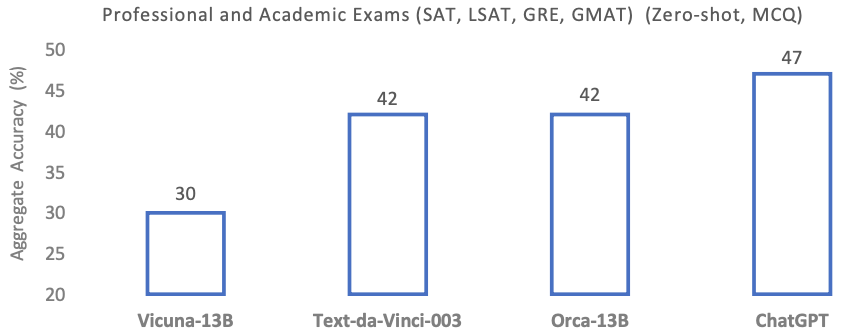 Professional and Academic Exams (SAT, LSAT, GRE, GMAT) (Zero-shot, MCQ)
Aggregate Accuracy (%)
50
45
40
35
30
25
20
30
42
42
47
Vicuna-13B
Text-da-Vinci-003
Orca-13B
ChatGPT